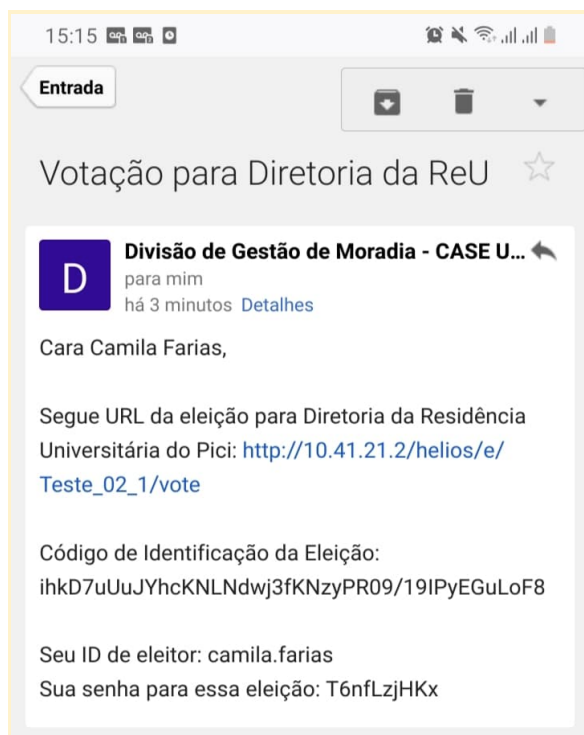 15:15
Entrada
Votação para Diretoria da ReU
D
Divisão de Gestão de Moradia - CASE U...
para mim
há 3 minutos Detalhes
Cara Camila Farias,
Segue URL da eleição para Diretoria da Residência
Universitária do Pici: http://10.41.21.2/helios/e/
Teste_02_1/vote
Código de Identificação da Eleição:
ihkD7uUuJYhcKNLNdwj3fKNzyPR09/19IPyEGuLoF8
Seu ID de eleitor: camila.farias
Sua senha para essa eleição: T6nfLzjHKx